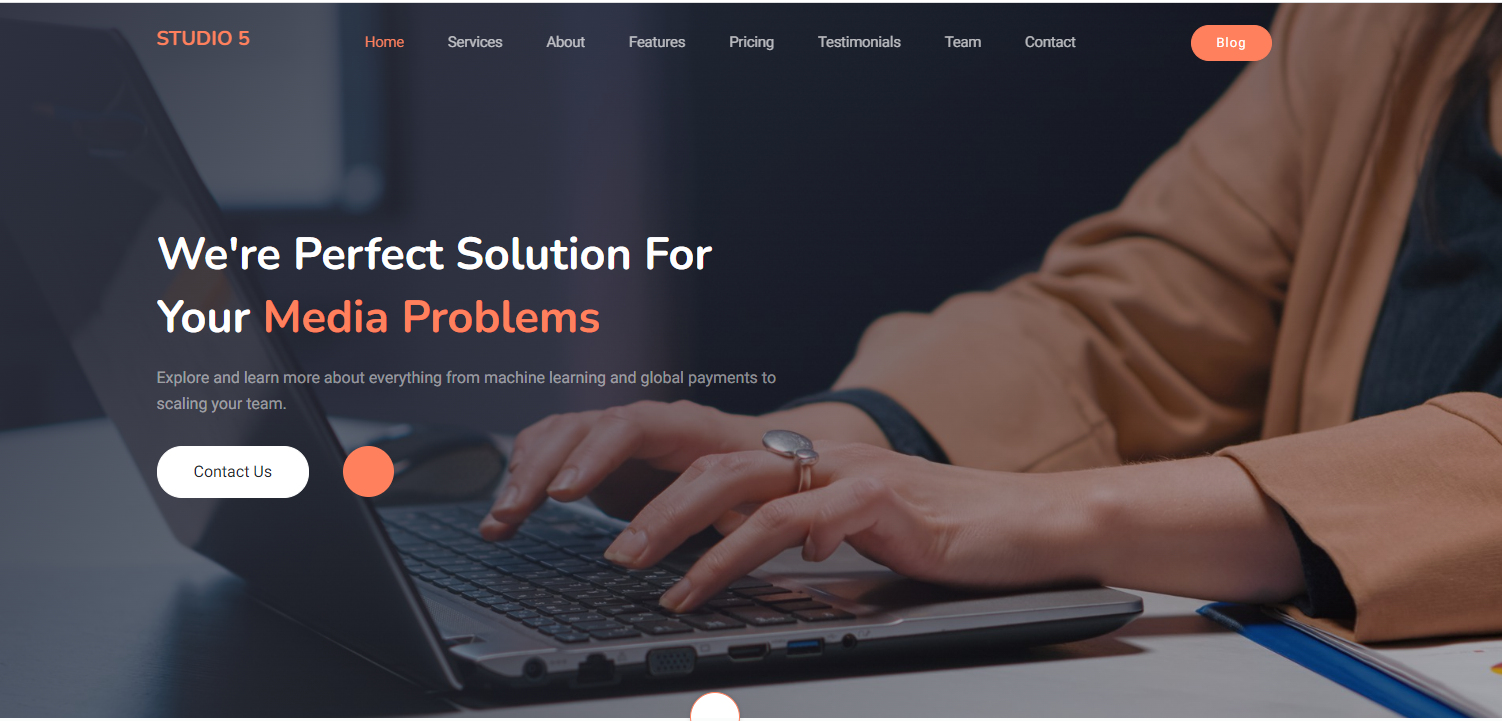 STUDIO 5
Home Services About Features Pricing Testimonials Team Contact
Blog
We're Perfect Solution For
Your Media Problems
Explore and learn more about everything from machine learning and global payments to
scaling your team.
Contact Us